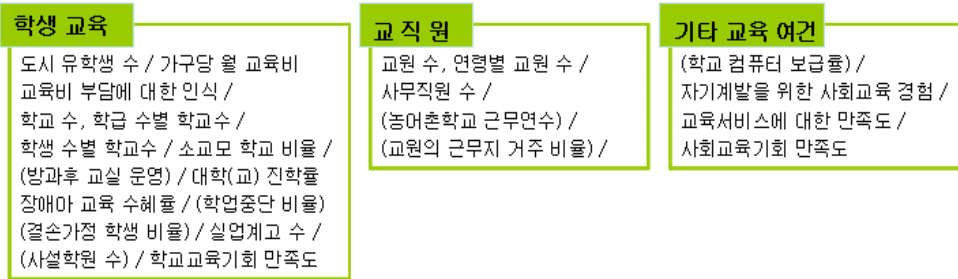 학생 교육
도시 유학생 수 / 가구당 월 교육비
교육비 부담에 대한 인식 /
학교 수, 학급 수별 학교수 /
학생 수별 학교수 / 소교모 학교 비율 /
(방과후 교실 운영) / 대학(교) 진학률
장애아 교육 수혜률 / (학업중단 비율)
(결손가정 학생 비율) / 실업계고 수 /
(사설학원 수) / 학교교육기회 만족도
교 직 원
교원 수, 연령별 교원 수 /
사무직원 수 /
(농어촌학교 근무연수) /
(교원의 근무지 거주 비율) /
기타 교육 여건
(학교 컴퓨터 보급률) /
자기계발을 위한 사회교육 경험 /
교육서비스에 대한 만족도 /
사회교육기회 만족도